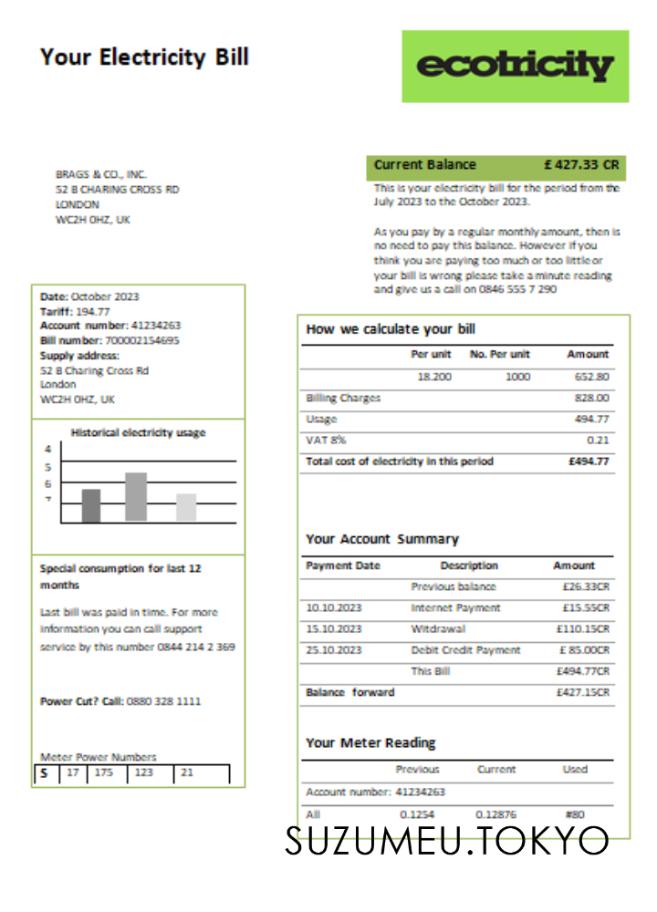 Your Electricity Bill
ecotricity
BRAGS & CO., INC.
52 B CHARING CROSS RD
LONDON
WC2H 0HZ, UK
Current Balance £ 427.33 CR
This is your electricity bill for the period from the
July 2023 to the October 2023.
As you pay by a regular monthly amount, then is
no need to pay this balance. However if you
think you are paying too much or too little or
your bill is wrong please take a minute reading
and give us a call on 0846 555 7 290
Date: October 2023
Tariff: 194.77
Account number: 41234263
Bill number: 700002154695
Supply address:
52 B Charing Cross Rd
London
WC2H 0HZ, UK
Historical electricity usage
4
5
6
7
Special consumption for last 12
months
Last bill was paid in time. For more
information you can call support
service by this number 0844 214 2 369
Power Cut? Call: 0880 328 1111
Meter Power Numbers
S 17 175 123 21
How we calculate your bill
Per unit No. Per unit Amount
18.200 1000 652.80
Billing Charges 828.00
Usage 494.77
VAT 8% 0.21
Total cost of electricity in this period £494.77
Your Account Summary
Payment Date Description Amount
Previous balance £26.33CR
10.10.2023 Internet Payment £15.55CR
15.10.2023 Witdrawal £110.15CR
25.10.2023 Debit Credit Payment £ 85.00CR
This Bill £494.77CR
Balance forward £427.15CR
Your Meter Reading
Previous Current Used
Account number: 41234263
All 0.1254 0.12876 #80
SUZUMEU.TOKYO